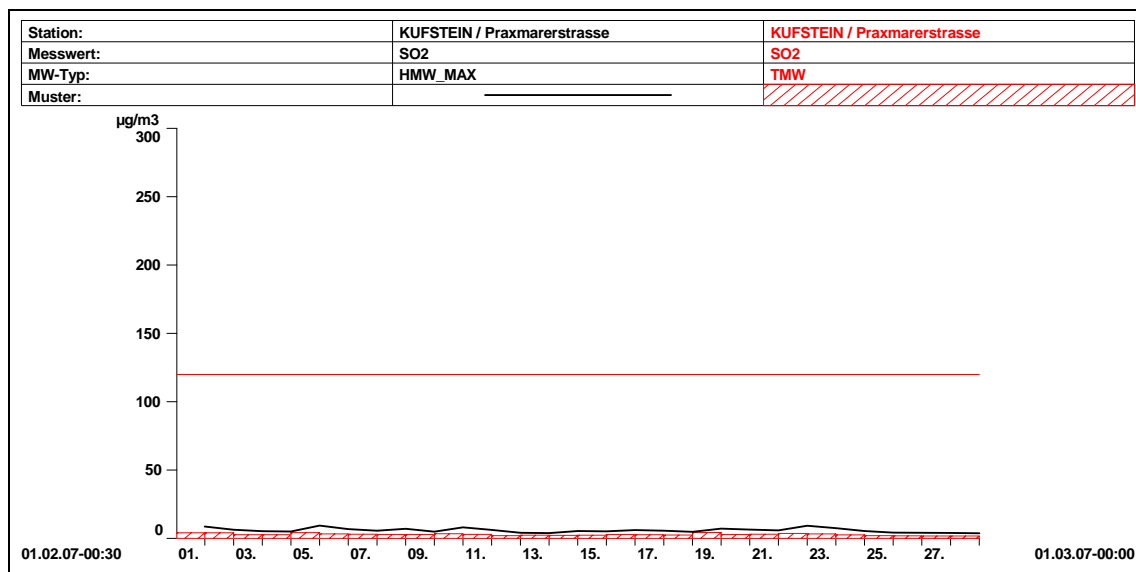 Station: KUFSTEIN / Praxmarerstrasse KUFSTEIN / Praxmarerstrasse
Messwert: SO2 SO2
MW-Typ: HMW_MAX TMW
Muster:
µg/m3
300
250
200
150
100
50
0
01.02.07-00:30 01. 03. 05. 07. 09. 11. 13. 15. 17. 19. 21. 23. 25. 27. 01.03.07-00:00